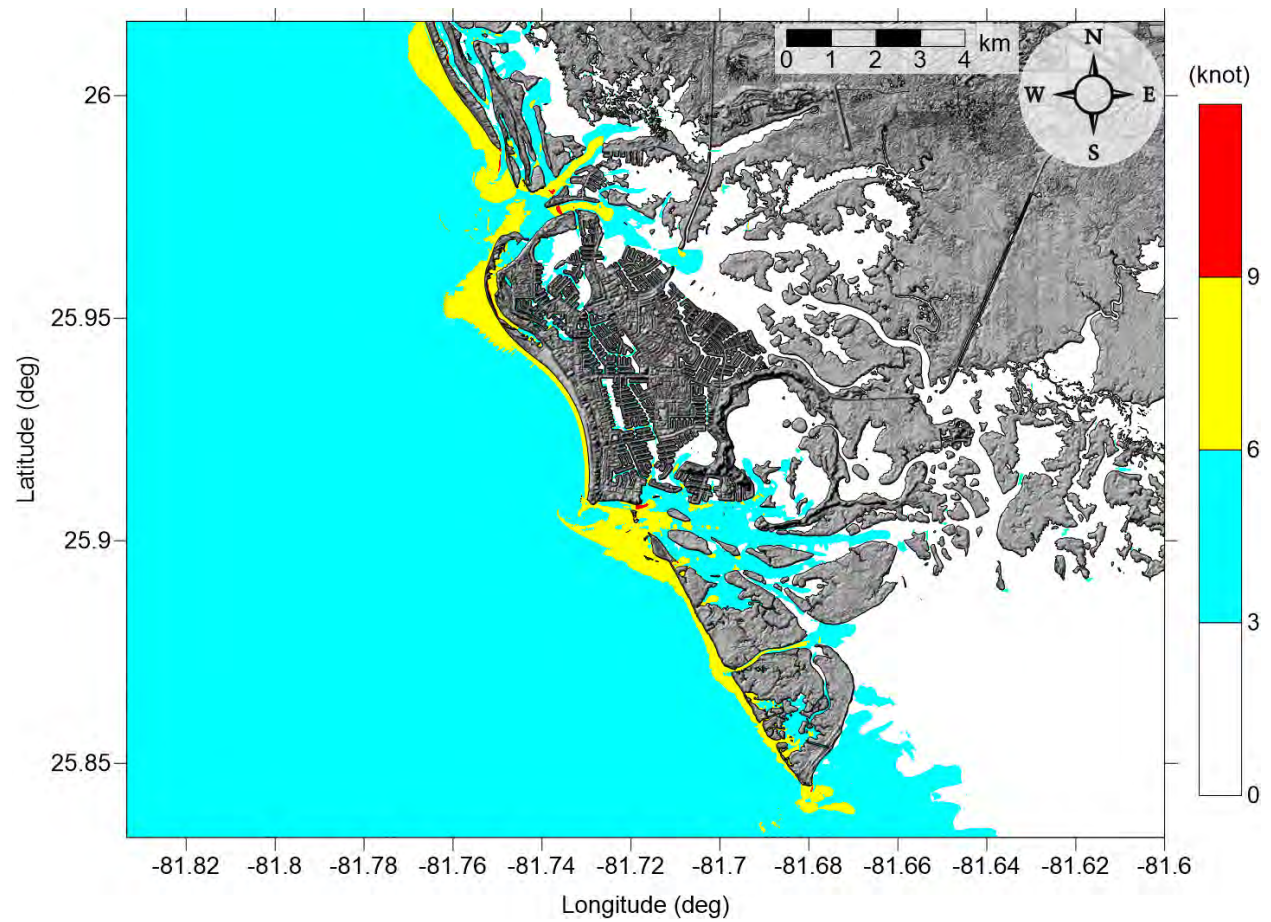 0 1 2 3 4 km
N
W E
S
(knot)
9
6
3
0
26
25.95
25.9
25.85
Latitude (deg)
-81.82 -81.8 -81.78 -81.76 -81.74 -81.72 -81.7 -81.68 -81.66 -81.64 -81.62 -81.6
Longitude (deg)